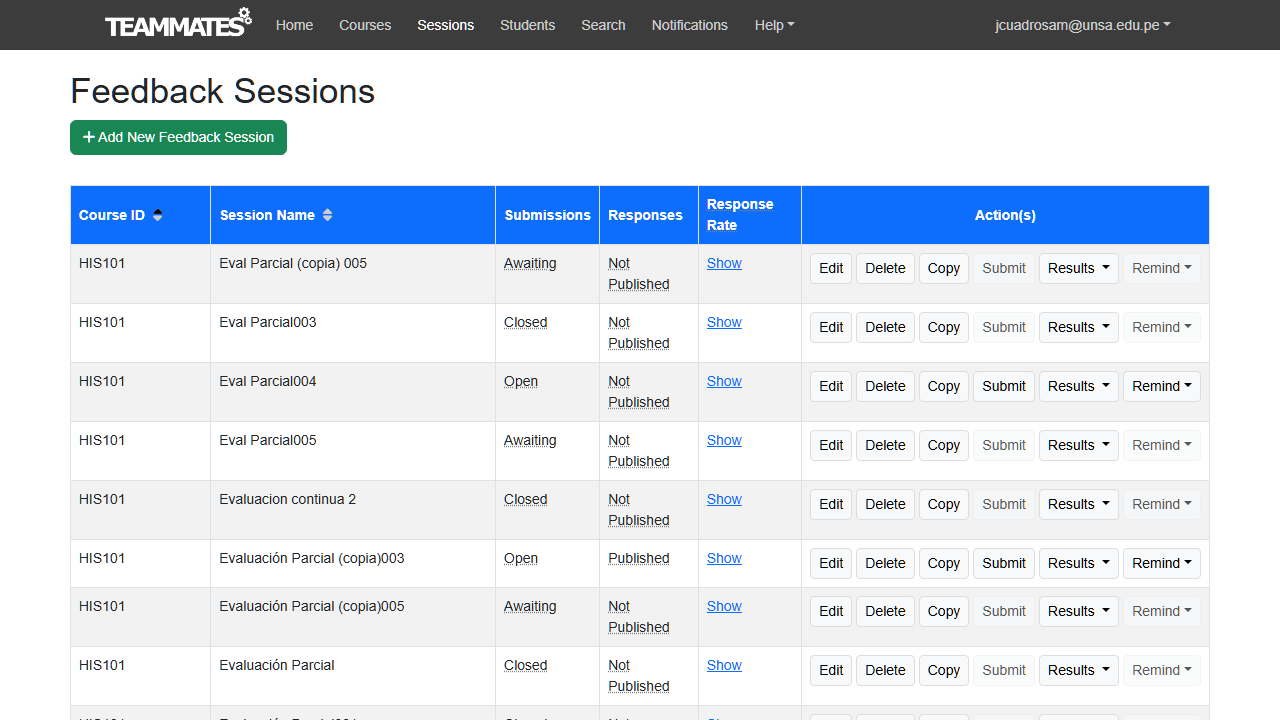 TEAMMATES Home Courses Sessions Students Search Notifications Help jcuadrosam@unsa.edu.pe
Feedback Sessions
+ Add New Feedback Session
Course ID Session Name Submissions Responses Response Rate Action(s)
HIS101 Eval Parcial (copia) 005 Awaiting Not Published Show Edit Delete Copy Submit Results Remind
HIS101 Eval Parcial003 Closed Not Published Show Edit Delete Copy Submit Results Remind
HIS101 Eval Parcial004 Open Not Published Show Edit Delete Copy Submit Results Remind
HIS101 Eval Parcial005 Awaiting Not Published Show Edit Delete Copy Submit Results Remind
HIS101 Evaluacion continua 2 Closed Not Published Show Edit Delete Copy Submit Results Remind
HIS101 Evaluación Parcial (copia)003 Open Published Show Edit Delete Copy Submit Results Remind
HIS101 Evaluación Parcial (copia)005 Awaiting Not Published Show Edit Delete Copy Submit Results Remind
HIS101 Evaluación Parcial Closed Not Published Show Edit Delete Copy Submit Results Remind